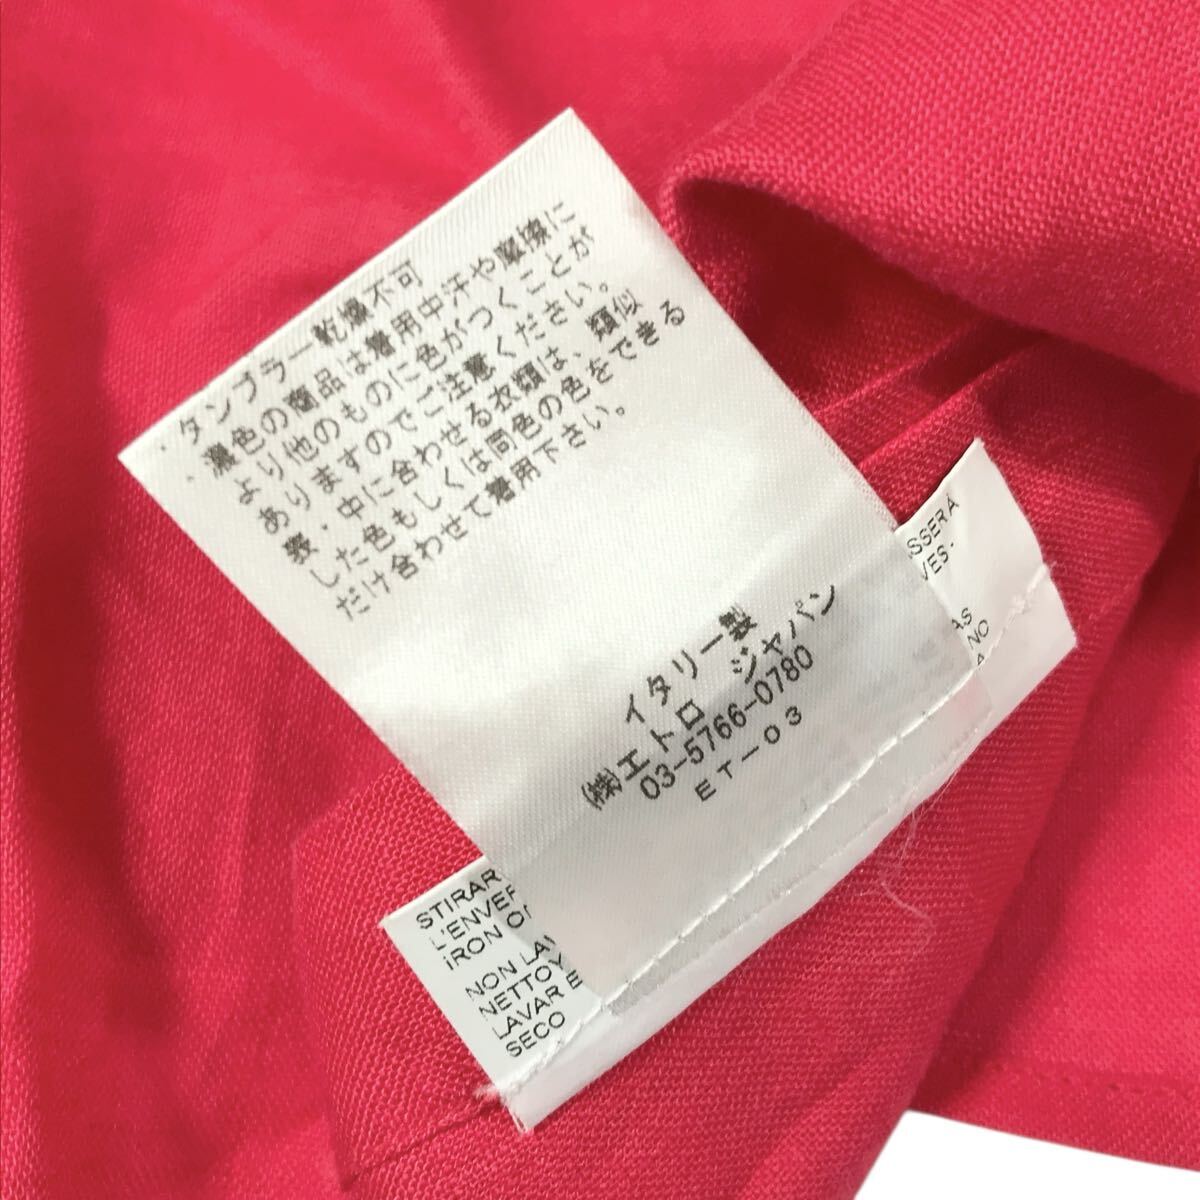 ・タンブラー乾燥不可
・濃色の商品は着用中汗や摩擦に
より他のものに色がつくことが
ありますのでご注意ください。
・中に合わせる衣類は、類似
した色もしくは同色の色をできる
だけ合わせて着用下さい。
イタリー製
㈱エトロ ジャパン
03-5766-0780
ET-03
STIRAR
L'ENVER
IRON O
NON LA
NETTOY
LAVAR E
SECO
SSERÀ
VES.
AS
NO